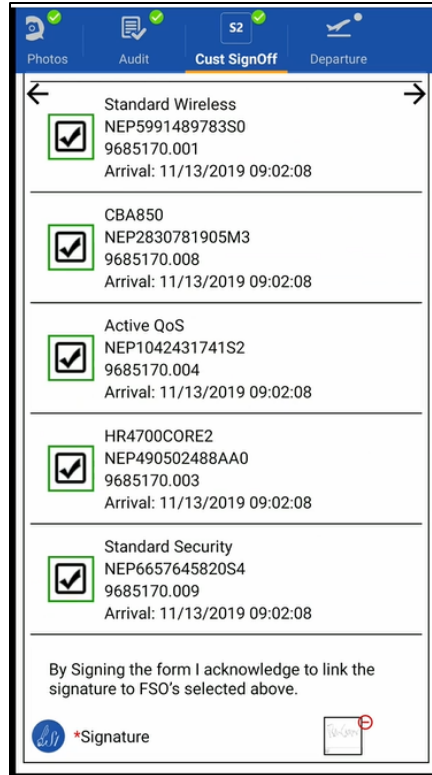 S2
Photos Audit Cust SignOff Departure
Standard Wireless
NEP5991489783S0
9685170.001
Arrival: 11/13/2019 09:02:08
CBA850
NEP2830781905M3
9685170.008
Arrival: 11/13/2019 09:02:08
Active QoS
NEP1042431741S2
9685170.004
Arrival: 11/13/2019 09:02:08
HR4700CORE2
NEP490502488AA0
9685170.003
Arrival: 11/13/2019 09:02:08
Standard Security
NEP6657645820S4
9685170.009
Arrival: 11/13/2019 09:02:08
By Signing the form I acknowledge to link the
signature to FSO's selected above.
*Signature